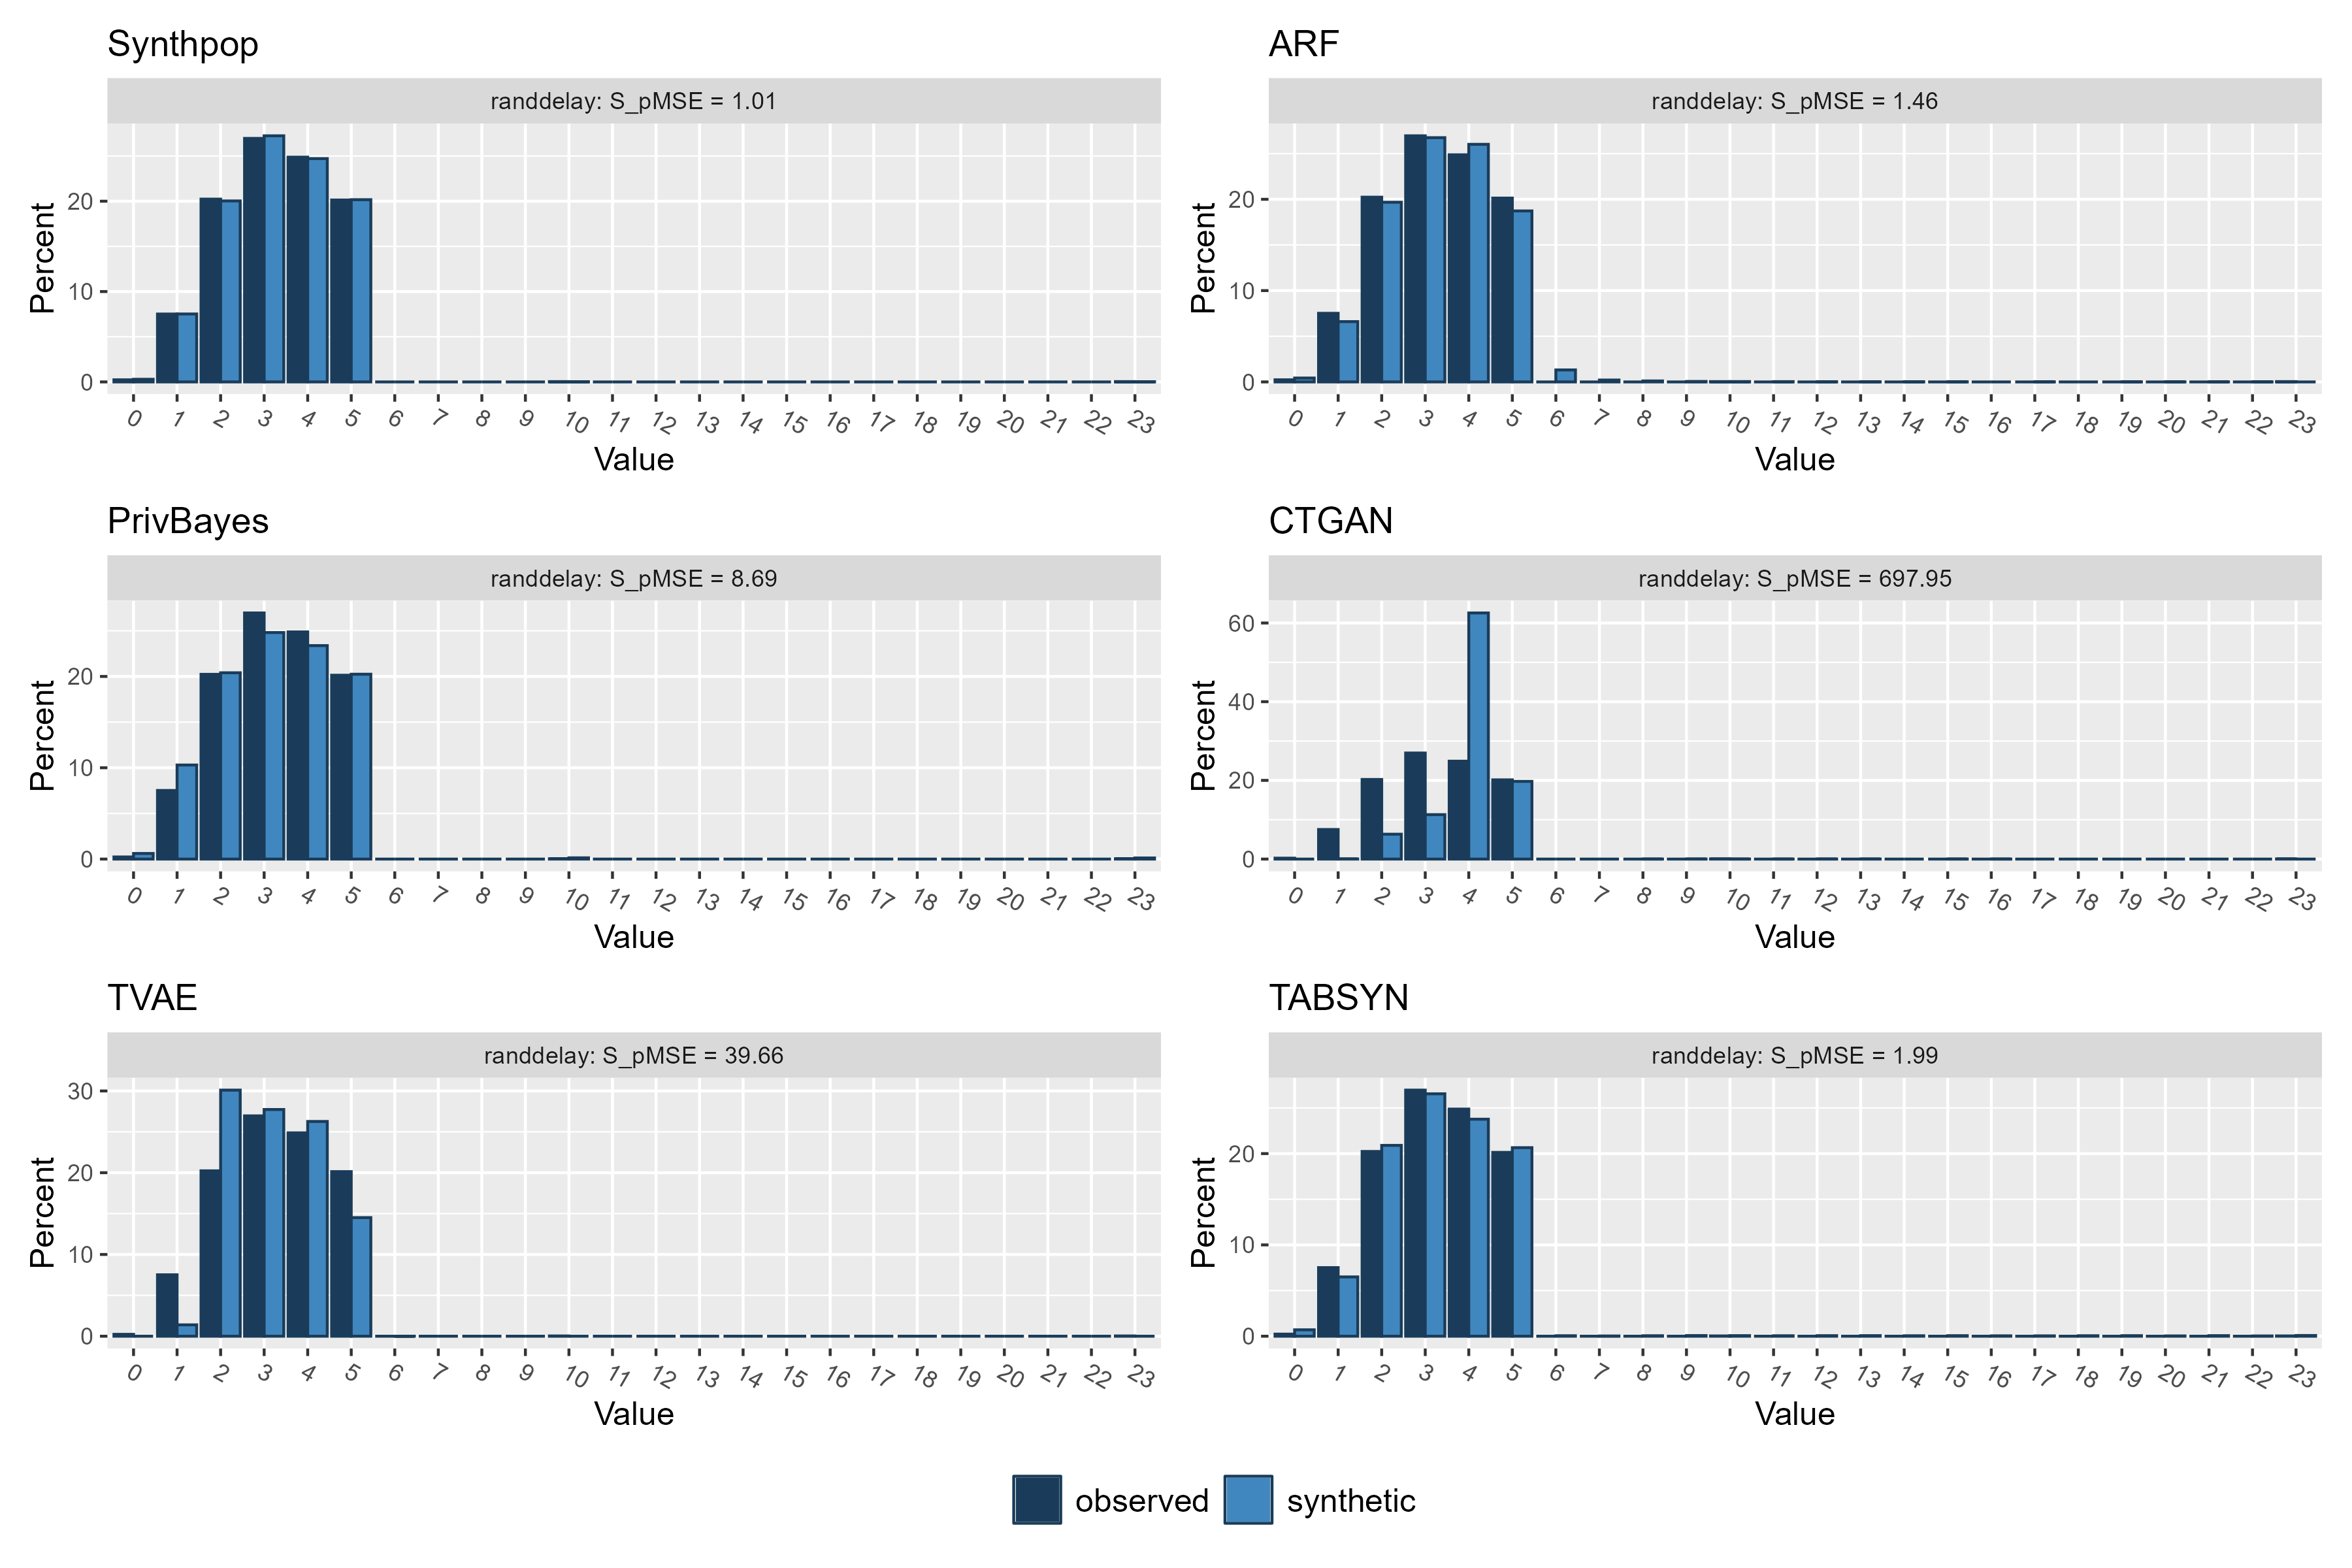 Synthpop
randdelay: S_pMSE = 1.01
Percent
20
10
0
0 1 2 3 4 5 6 7 8 9 10 11 12 13 14 15 16 17 18 19 20 21 22 23
Value
ARF
randdelay: S_pMSE = 1.46
Percent
20
10
0
0 1 2 3 4 5 6 7 8 9 10 11 12 13 14 15 16 17 18 19 20 21 22 23
Value
PrivBayes
randdelay: S_pMSE = 8.69
Percent
20
10
0
0 1 2 3 4 5 6 7 8 9 10 11 12 13 14 15 16 17 18 19 20 21 22 23
Value
CTGAN
randdelay: S_pMSE = 697.95
Percent
60
40
20
0
0 1 2 3 4 5 6 7 8 9 10 11 12 13 14 15 16 17 18 19 20 21 22 23
Value
TVAE
randdelay: S_pMSE = 39.66
Percent
30
20
10
0
0 1 2 3 4 5 6 7 8 9 10 11 12 13 14 15 16 17 18 19 20 21 22 23
Value
TABSYN
randdelay: S_pMSE = 1.99
Percent
20
10
0
0 1 2 3 4 5 6 7 8 9 10 11 12 13 14 15 16 17 18 19 20 21 22 23
Value
observed synthetic